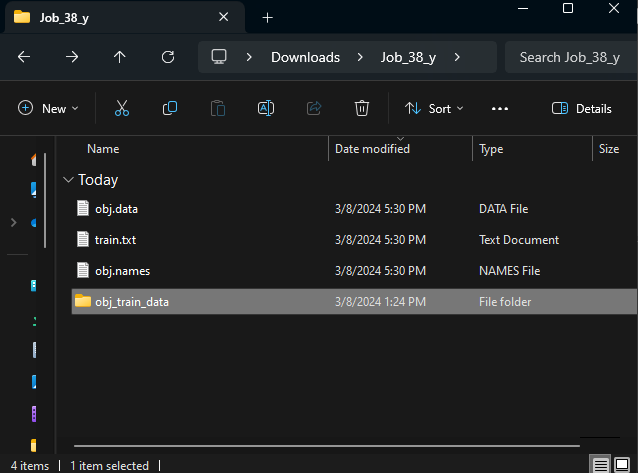 Job_38_y
Downloads Job_38_y Search Job_38_y
New Sort Details
Name Date modified Type Size
Today
obj.data 3/8/2024 5:30 PM DATA File
train.txt 3/8/2024 5:30 PM Text Document
obj.names 3/8/2024 5:30 PM NAMES File
obj_train_data 3/8/2024 1:24 PM File folder
4 items 1 item selected